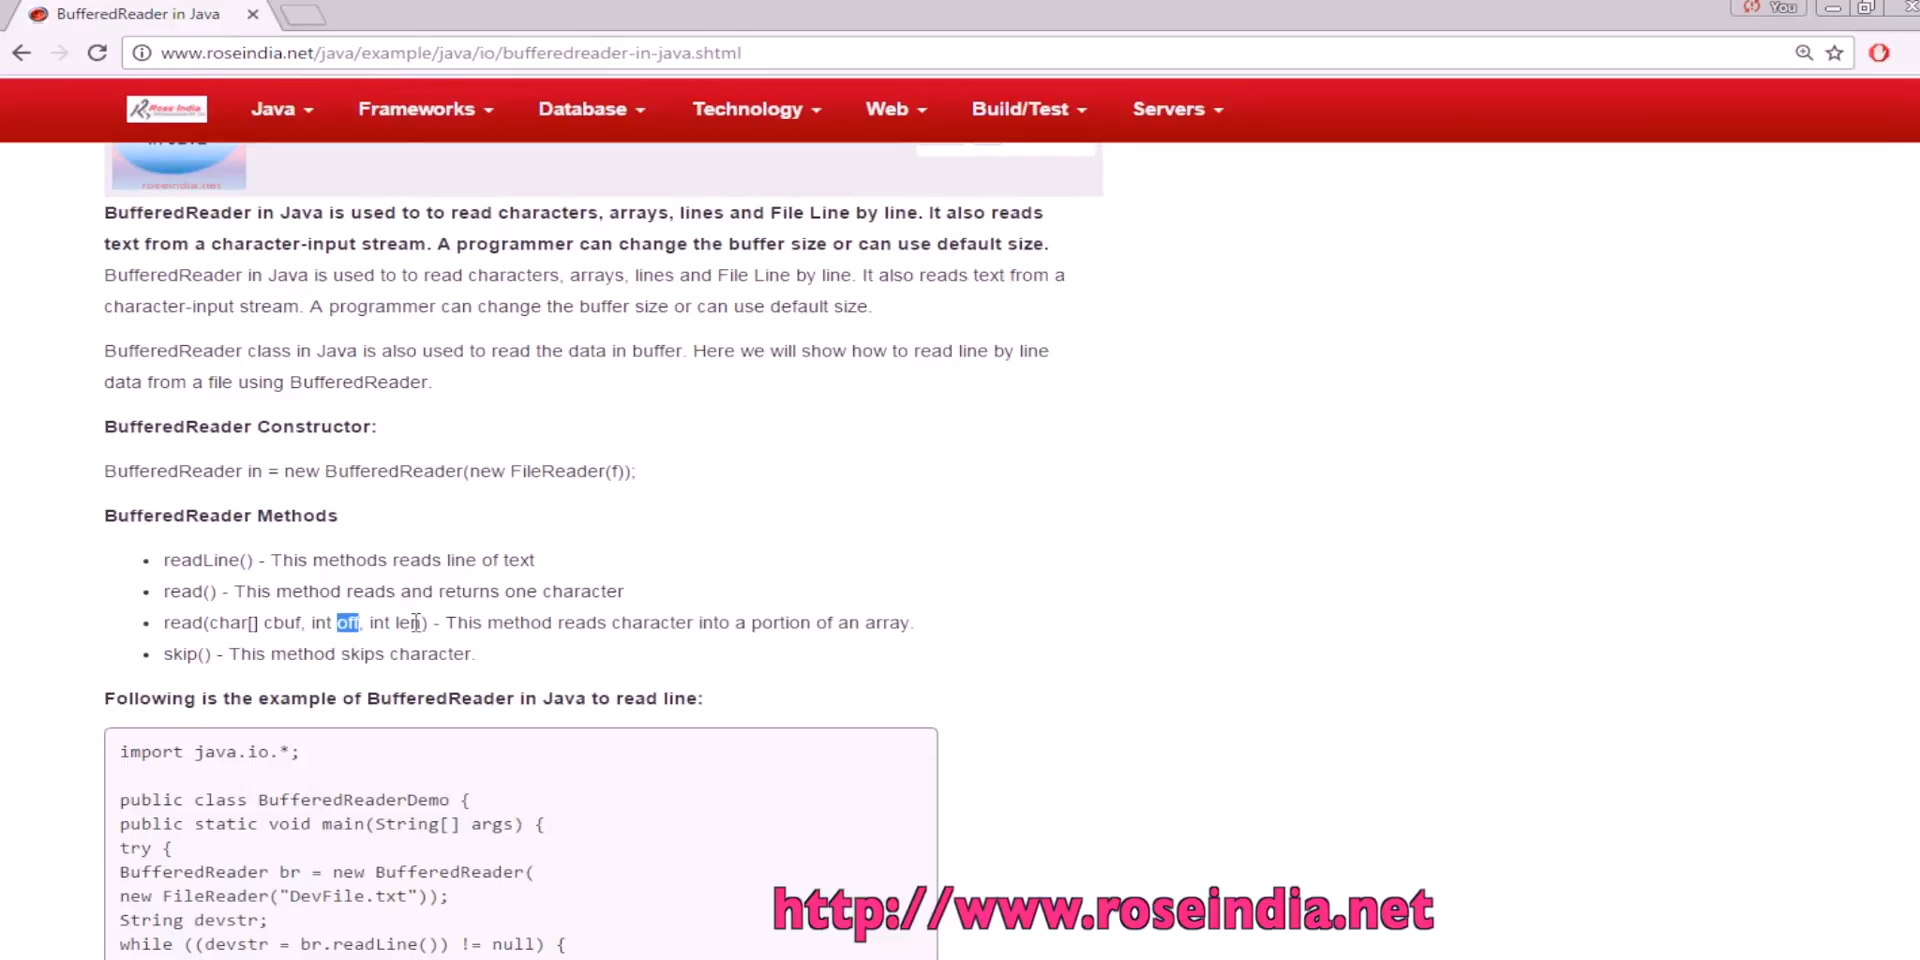 BufferedReader in Java
You
www.roseindia.net/java/example/java/io/bufferedreader-in-java.shtml
Rose India Java Frameworks Database Technology Web Build/Test Servers
roseindia.net
BufferedReader in Java is used to to read characters, arrays, lines and File Line by line. It also reads
text from a character-input stream. A programmer can change the buffer size or can use default size.
BufferedReader in Java is used to to read characters, arrays, lines and File Line by line. It also reads text from a
character-input stream. A programmer can change the buffer size or can use default size.
BufferedReader class in Java is also used to read the data in buffer. Here we will show how to read line by line
data from a file using BufferedReader.
BufferedReader Constructor:
BufferedReader in = new BufferedReader(new FileReader(f));
BufferedReader Methods
• readLine() - This methods reads line of text
• read() - This method reads and returns one character
• read(char[] cbuf, int off, int len) - This method reads character into a portion of an array.
• skip() - This method skips character.
Following is the example of BufferedReader in Java to read line:
import java.io.*;
public class BufferedReaderDemo {
public static void main(String[] args) {
try {
BufferedReader br = new BufferedReader(
new FileReader("DevFile.txt"));
String devstr;
while ((devstr = br.readLine()) != null) {
http://www.roseindia.net